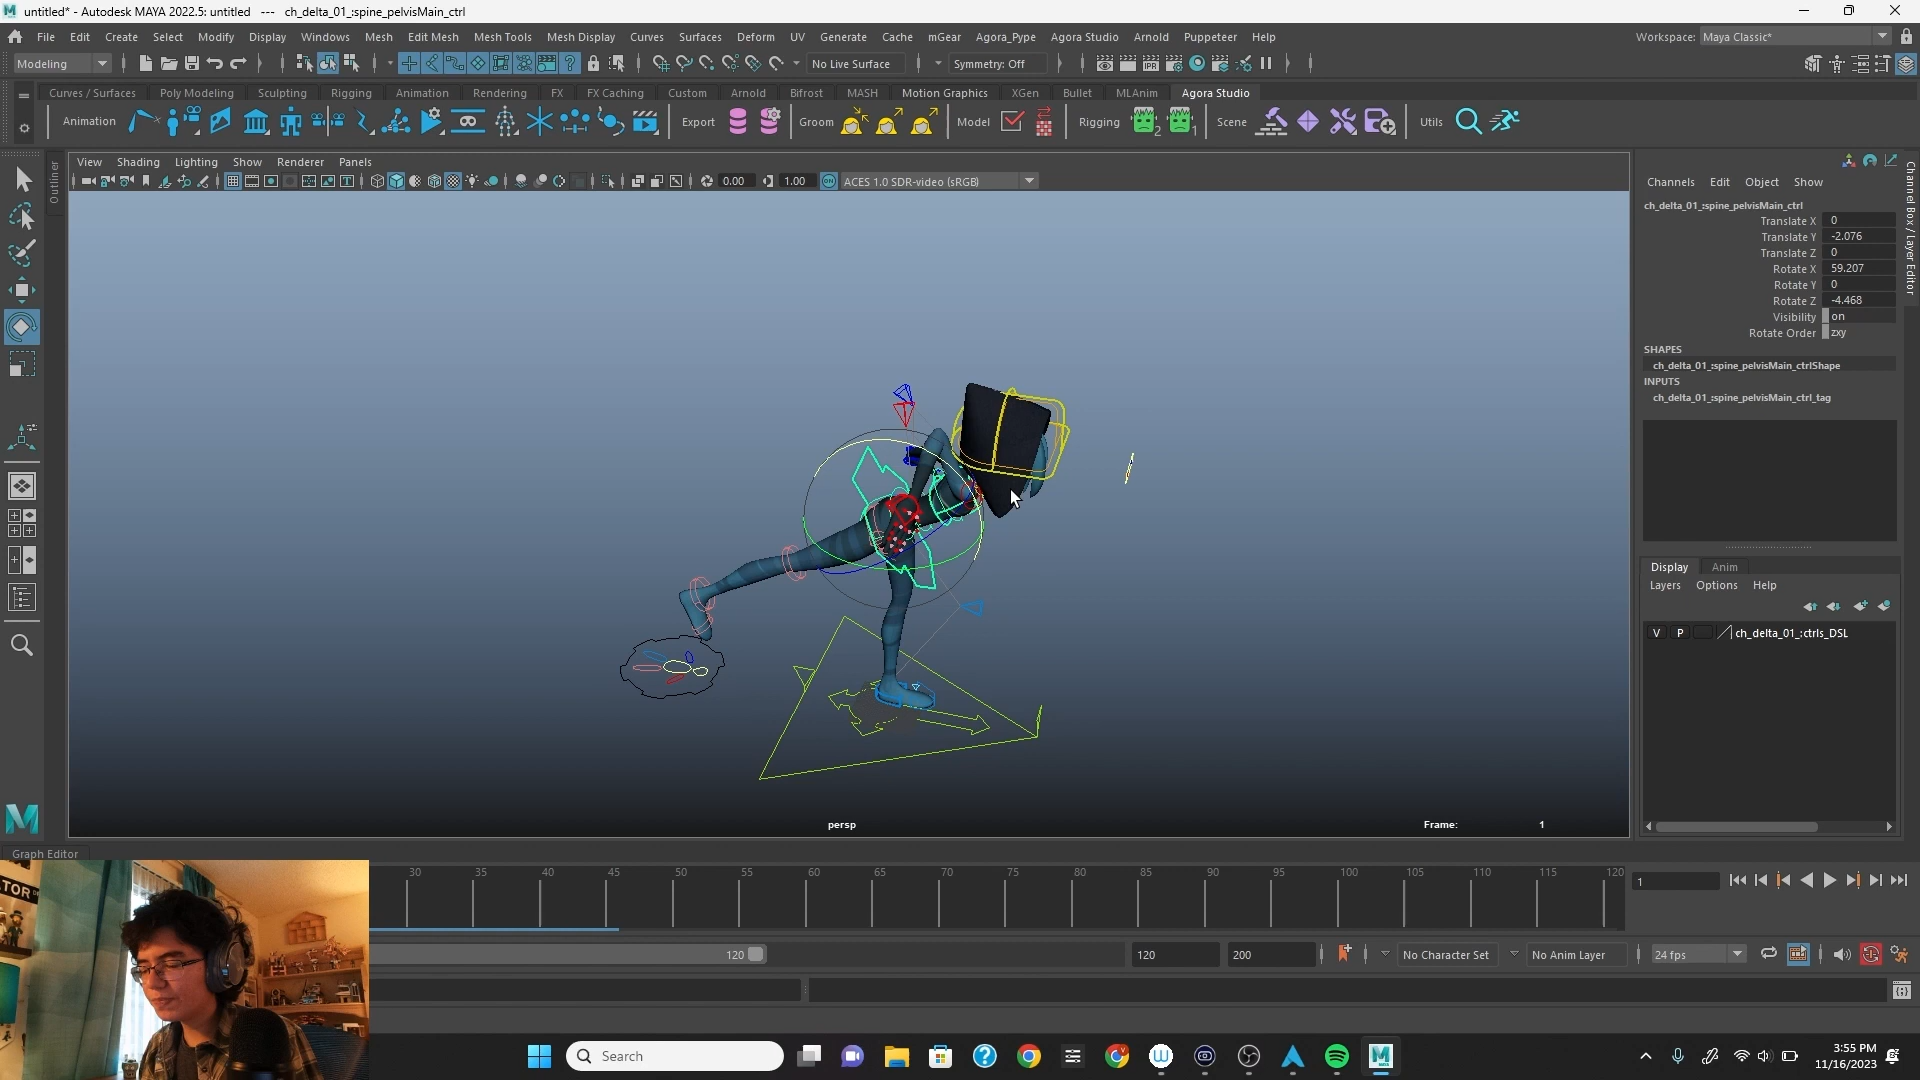 untitled* - Autodesk MAYA 2022.5: untitled   ---   ch_delta_01_:spine_pelvisMain_ctrl
File Edit Create Select Modify Display Windows Mesh Edit Mesh Mesh Tools Mesh Display Curves Surfaces Deform UV Generate Cache mGear Agora_Pype Agora Studio Arnold Puppeteer Help
Workspace: Maya Classic*
Modeling
No Live Surface
Symmetry: Off
Curves / Surfaces Poly Modeling Sculpting Rigging Animation Rendering FX FX Caching Custom Arnold Bifrost MASH Motion Graphics XGen Bullet MLAnim Agora Studio
Animation Export Groom Model Rigging 2 1 Scene Utils
Outliner
View Shading Lighting Show Renderer Panels
0.00 1.00 ON ACES 1.0 SDR-video (sRGB)
persp
Frame: 1
Channels Edit Object Show
ch_delta_01_:spine_pelvisMain_ctrl
Translate X 0
Translate Y -2.076
Translate Z 0
Rotate X 59.207
Rotate Y 0
Rotate Z -4.468
Visibility on
Rotate Order zxy
SHAPES
ch_delta_01_:spine_pelvisMain_ctrlShape
INPUTS
ch_delta_01_:spine_pelvisMain_ctrl_tag
Channel Box / Layer Editor
Display Anim
Layers Options Help
V P ch_delta_01_:ctrls_DSL
Graph Editor
30 35 40 45 50 55 60 65 70 75 80 85 90 95 100 105 110 115 120
1
120
120 200
No Character Set
No Anim Layer
24 fps
TOR
Search
3:55 PM
11/16/2023